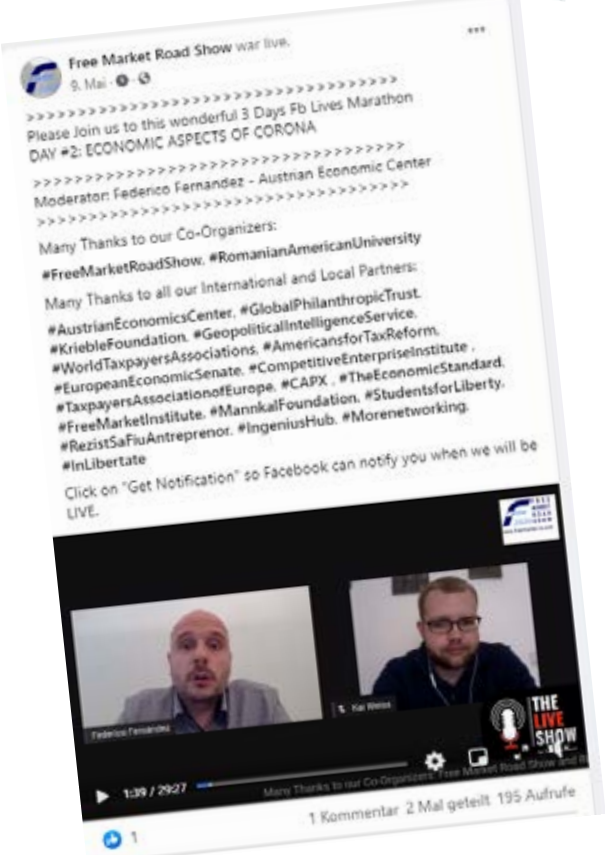 Free Market Road Show war live.
9. Mai
>>>>>>>>>>>>>>>>>>>>>>>>>>>>>>>>>>>>
Please Join us to this wonderful 3 Days Fb Lives Marathon
DAY #2: ECONOMIC ASPECTS OF CORONA
>>>>>>>>>>>>>>>>>>>>>>>>>>>>>>>>>>>>
Moderator: Federico Fernandez - Austrian Economic Center
>>>>>>>>>>>>>>>>>>>>>>>>>>>>>>>>>>>>
Many Thanks to our Co-Organizers:
#FreeMarketRoadShow, #RomanianAmericanUniversity
Many Thanks to all our International and Local Partners:
#AustrianEconomicsCenter, #GlobalPhilanthropicTrust,
#KriebleFoundation, #GeopoliticalIntelligenceService,
#WorldTaxpayersAssociations, #AmericansforTaxReform,
#EuropeanEconomicSenate, #CompetitiveEnterpriseInstitute ,
#TaxpayersAssociationofEurope, #CAPX , #TheEconomicStandard,
#FreeMarketInstitute, #MannkalFoundation, #StudentsforLiberty,
#RezistSaFiuAntreprenor, #IngeniusHub, #Morenetworking,
#InLibertate
Click on "Get Notification" so Facebook can notify you when we will be
LIVE.
FREE
MARKET
ROAD
SHOW
Federico Fernández
Kai Weiss
THE
LIVE
SHOW
1:39 / 29:27
Many Thanks to our Co-Organizers: Free Market Road Show and
1
1 Kommentar 2 Mal geteilt 195 Aufrufe